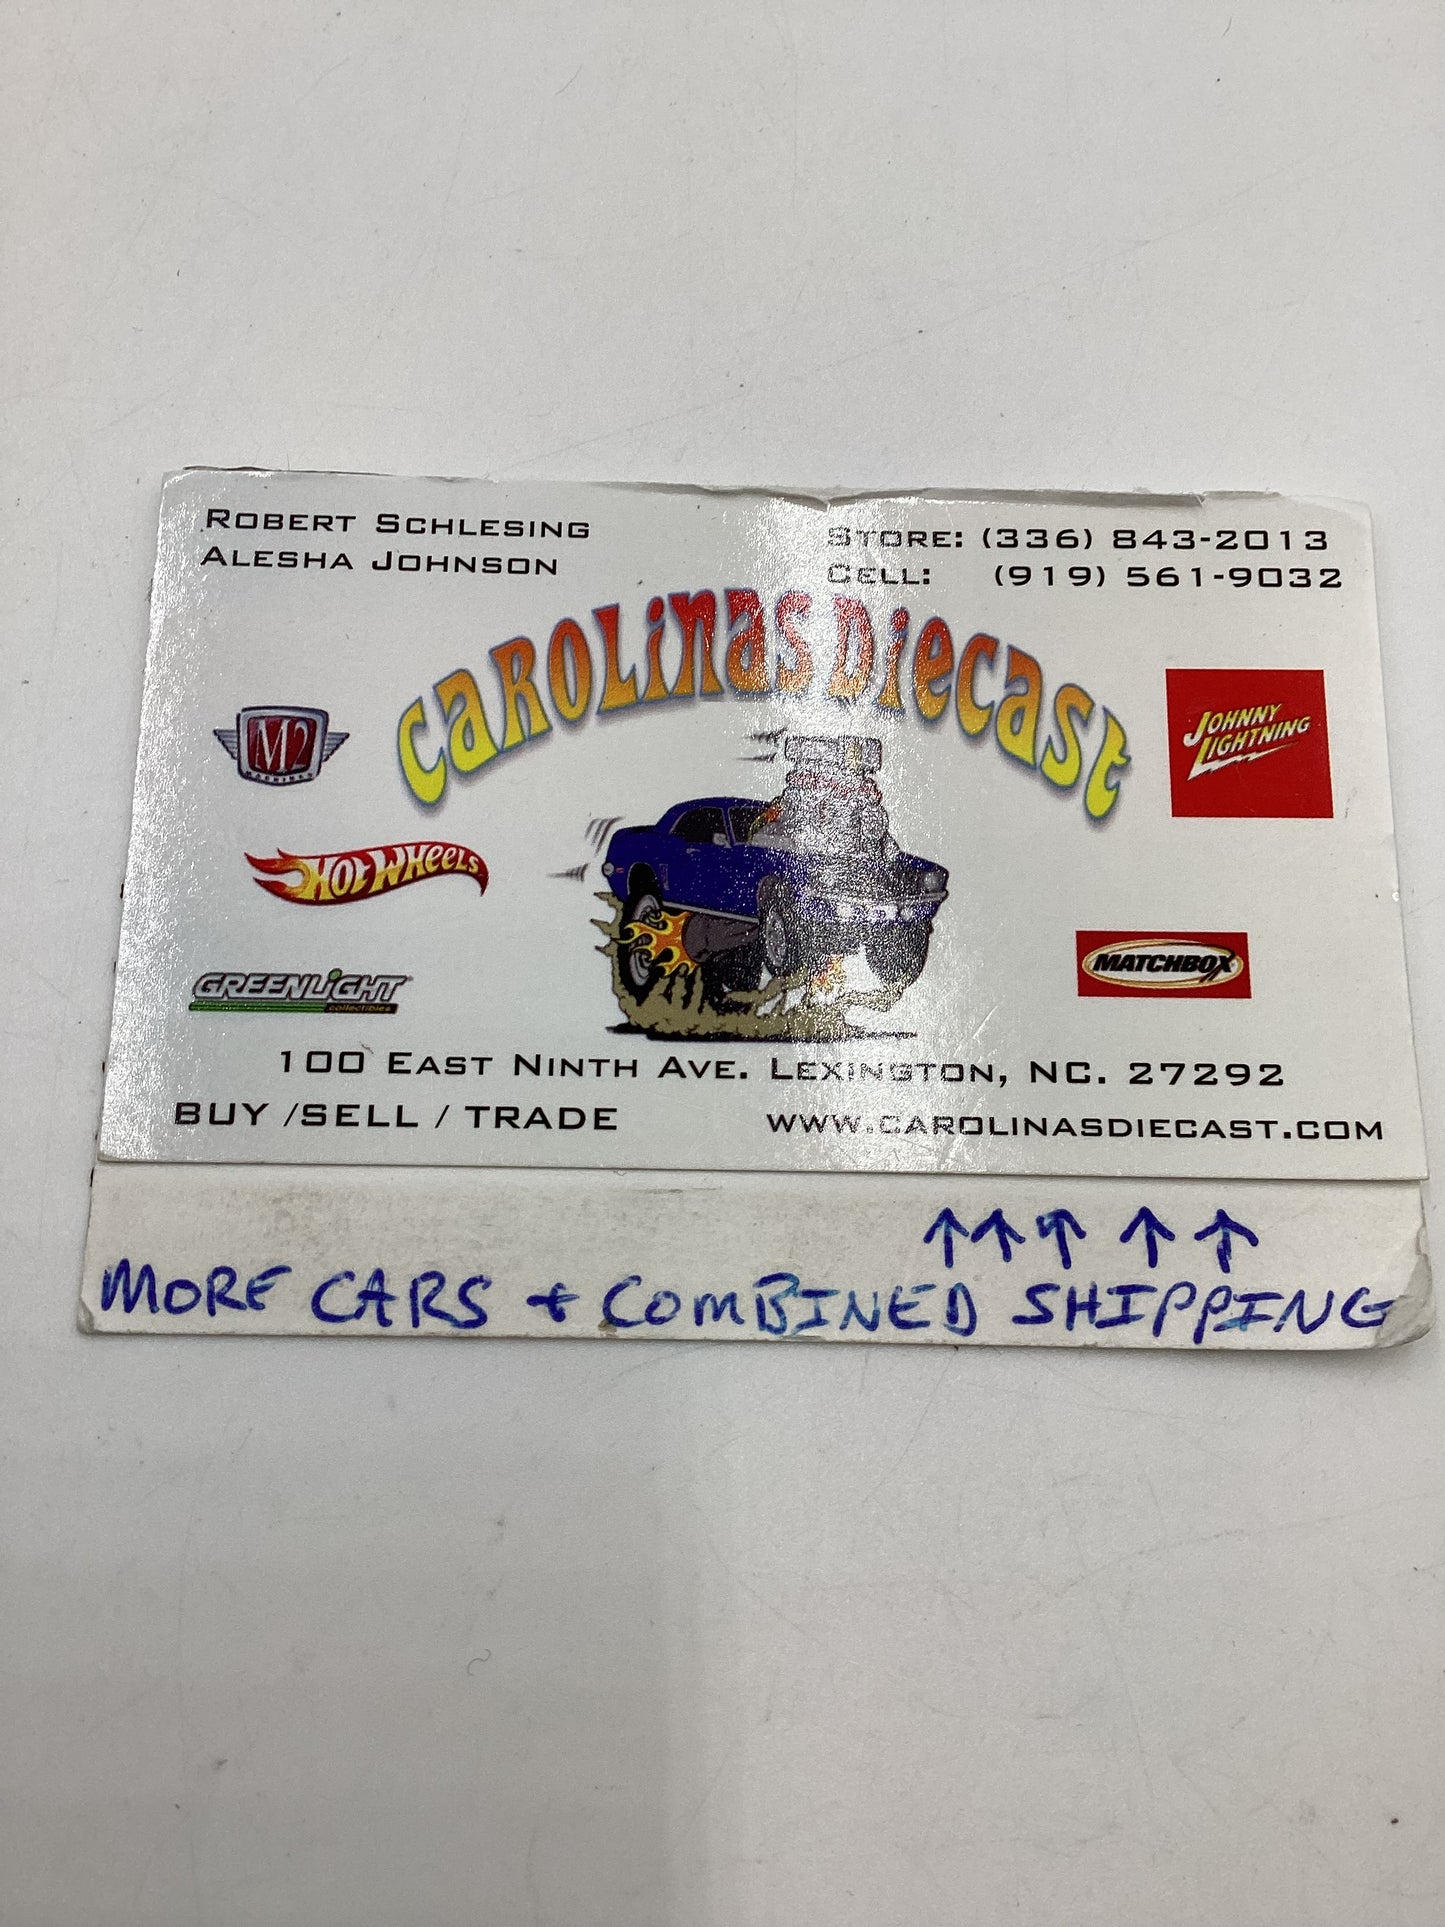 ROBERT SCHLESING
ALESHA JOHNSON
STORE: (336) 843-2013
CELL: (919) 561-9032
CAROLINAS DIECAST
M2
MACHINES
JOHNNY
LIGHTNING
HOT WHEELS
MATCHBOX
GREENLIGHT
collectibles
100 EAST NINTH AVE. LEXINGTON, NC. 27292
BUY /SELL / TRADE
WWW.CAROLINASDIECAST.COM
↑ ↑ ↑ ↑ ↑
MORE CARS + COMBINED SHIPPING